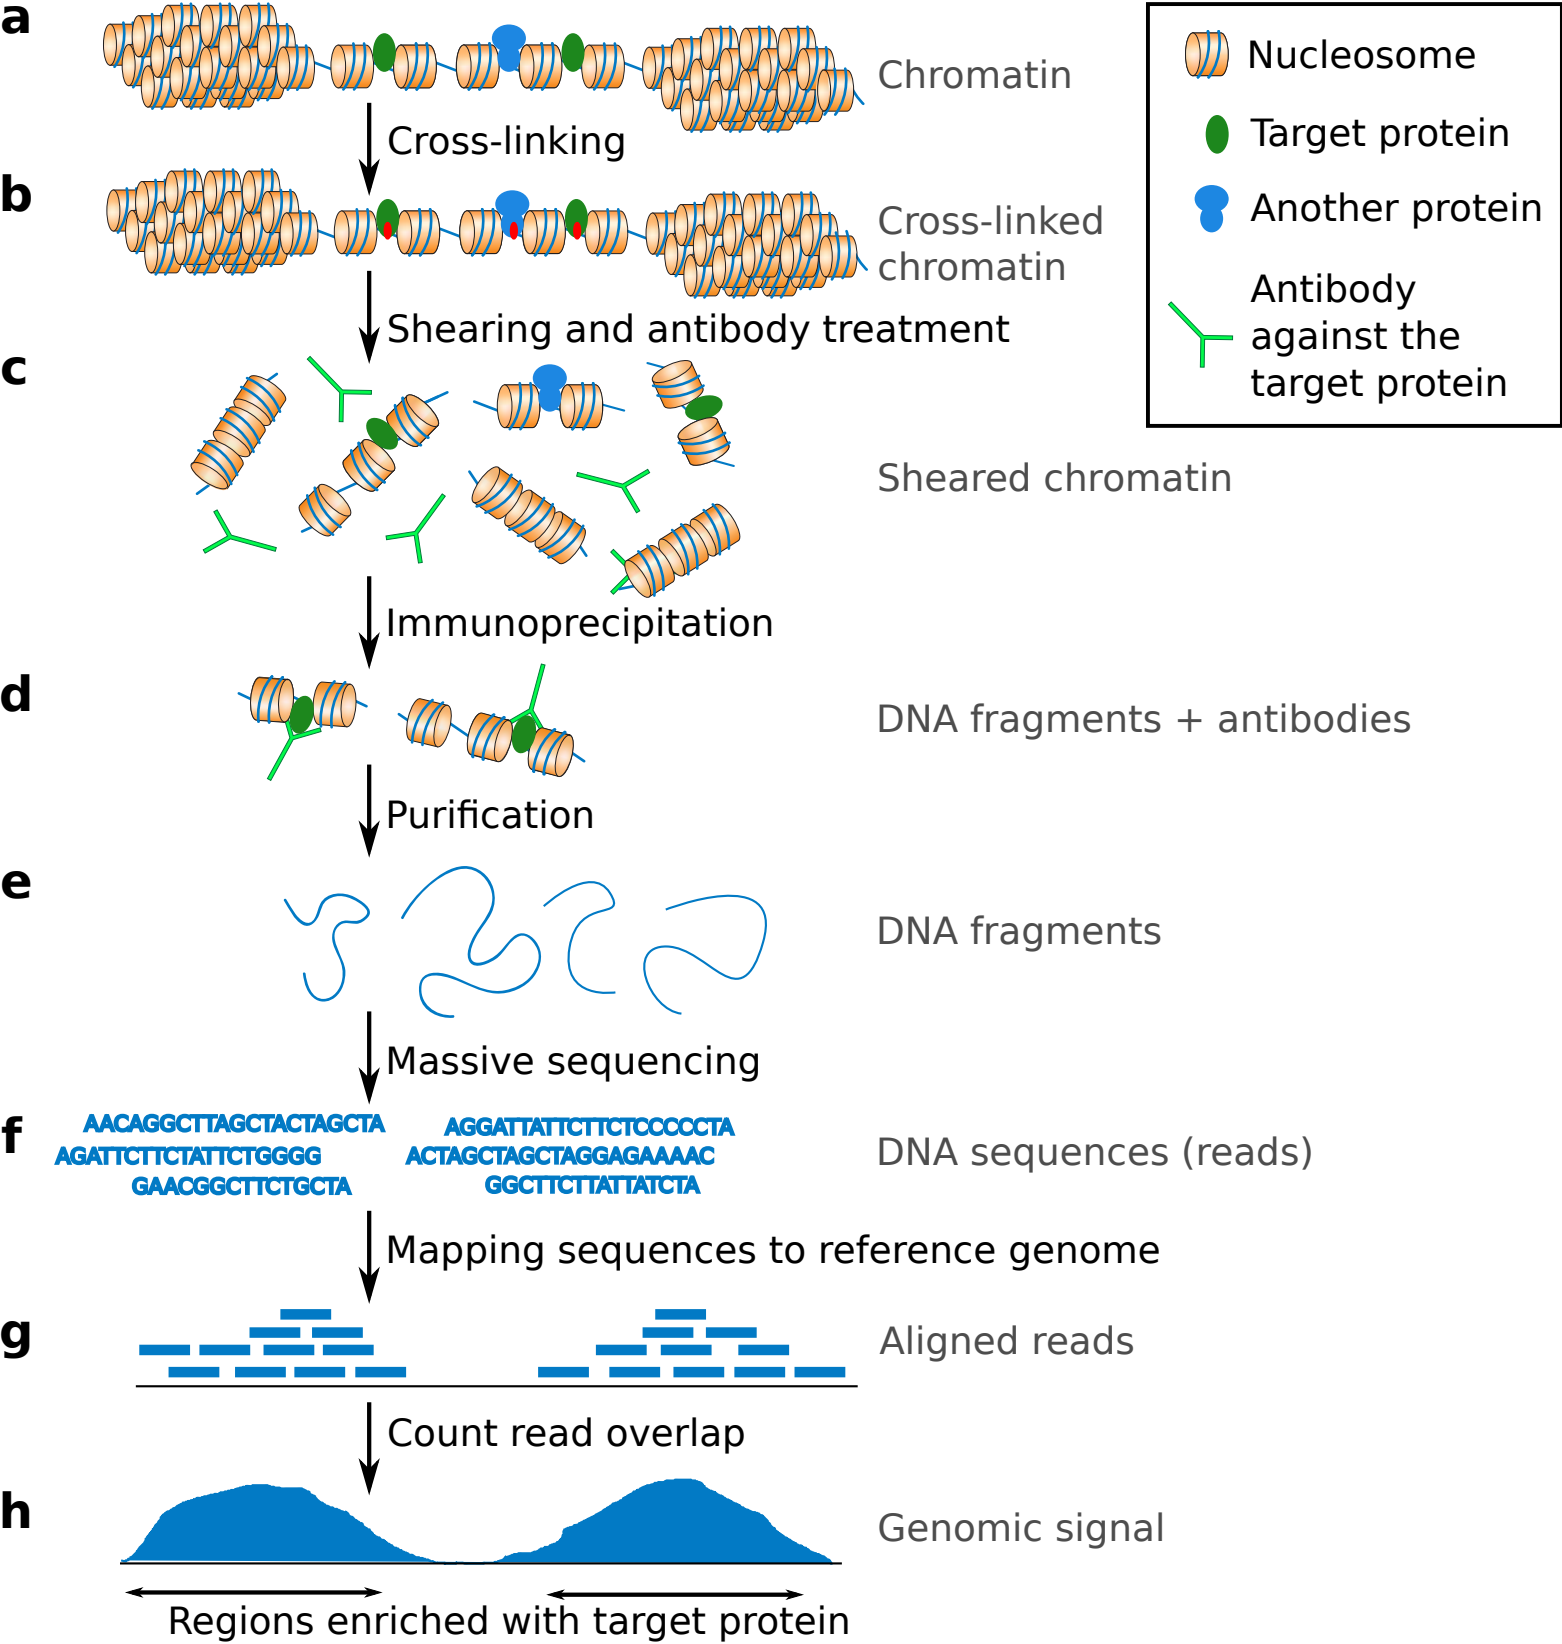 a
Chromatin
Nucleosome
Target protein
Another protein
Antibody
against the
target protein
Cross-linking
b
Cross-linked
chromatin
Shearing and antibody treatment
c
Sheared chromatin
Immunoprecipitation
d
DNA fragments + antibodies
Purification
e
DNA fragments
Massive sequencing
f
AACAGGCTTAGCTACTAGCTA
AGGATTATTCTTCTCCCCCTA
AGATTCTTCTATTCTGGGG
ACTAGCTAGCTAGGAGAAAAC
GAACGGCTTCTGCTA
GGCTTCTTATTATCTA
DNA sequences (reads)
Mapping sequences to reference genome
g
Aligned reads
Count read overlap
h
Genomic signal
Regions enriched with target protein